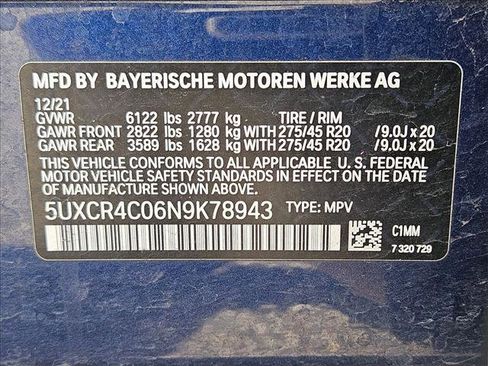 MFD BY BAYERISCHE MOTOREN WERKE AG
12/21
GVWR 6122 lbs 2777 kg TIRE / RIM
GAWR FRONT 2822 lbs 1280 kg WITH 275/45 R20 /9.0J x 20
GAWR REAR 3589 lbs 1628 kg WITH 275/45 R20 /9.0J x 20
THIS VEHICLE CONFORMS TO ALL APPLICABLE U. S. FEDERAL
MOTOR VEHICLE SAFETY STANDARDS IN EFFECT ON THE
DATE OF MANUFACTURE SHOWN ABOVE.
5UXCR4C06N9K78943 TYPE: MPV
C1MM
7 320 729